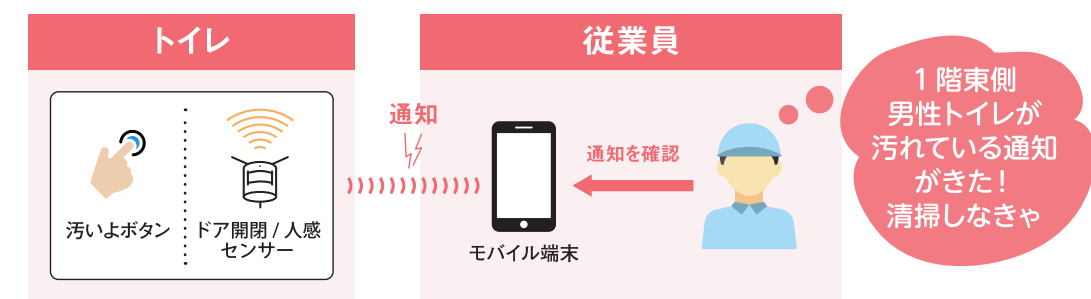 トイレ
従業員
汚いよボタン
ドア開閉 / 人感
センサー
通知
モバイル端末
通知を確認
1 階東側
男性トイレが
汚れている通知
がきた！
清掃しなきゃ